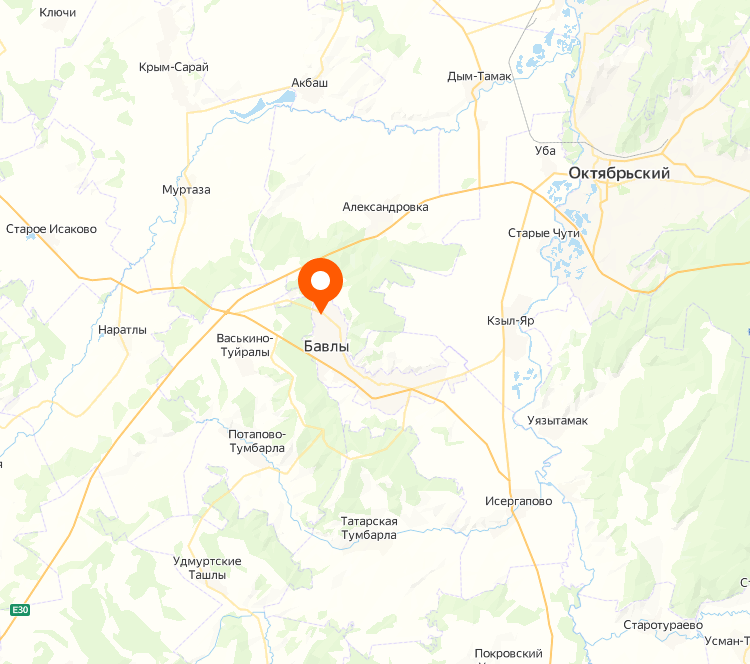 Ключи
Крым-Сарай
Акбаш
Дым-Тамак
Уба
Октябрьский
Муртаза
Александровка
Старое Исаково
Старые Чути
Наратлы
Васькино-
Туйралы
Бавлы
Кзыл-Яр
Уязытамак
Потапово-
Тумбарла
Исергапово
Татарская
Тумбарла
Удмуртские
Ташлы
E30
Старотураево
Усман-Т
Покровский